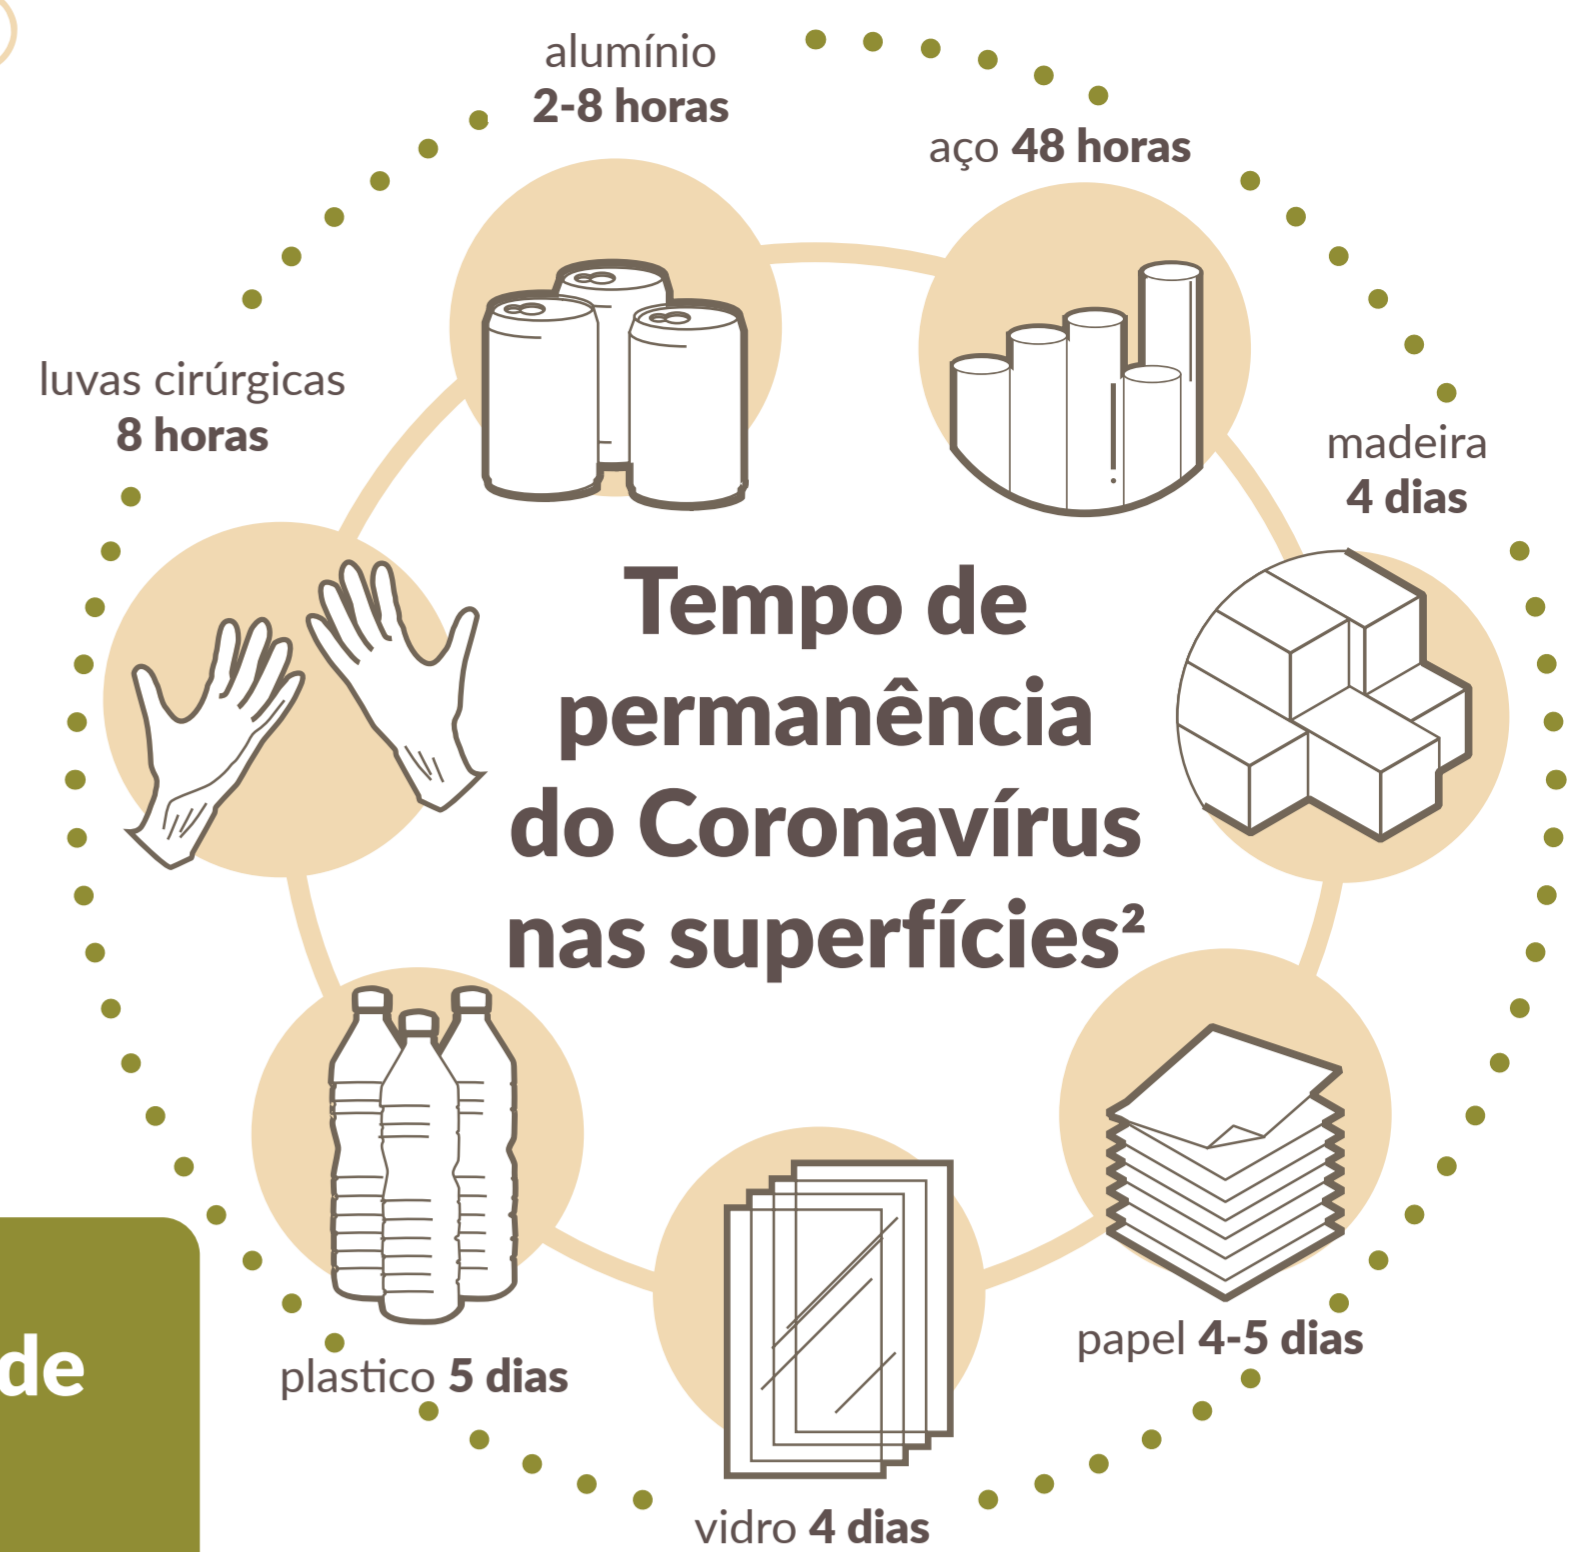 alumínio
2-8 horas
aço 48 horas
luvas cirúrgicas
8 horas
madeira
4 dias
Tempo de
permanência
do Coronavírus
nas superfícies²
plastico 5 dias
papel 4-5 dias
vidro 4 dias
de